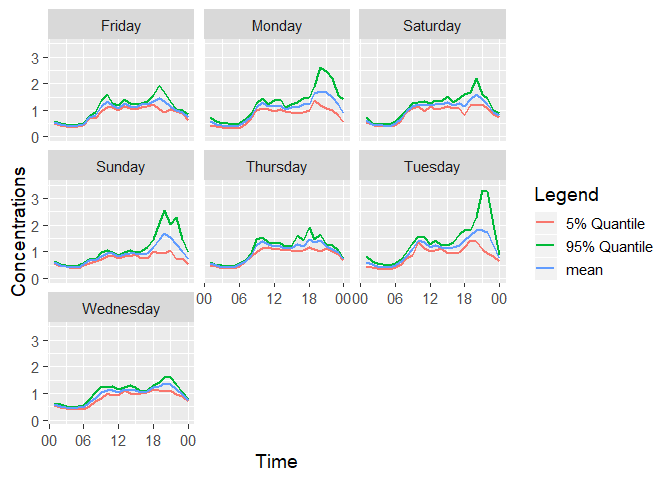 Friday Monday Saturday
3
2
1
0
Sunday Thursday Tuesday
3
2
1
0
00 06 12 18 00 00 06 12 18 00
Wednesday
3
2
1
0
00 06 12 18 00
Time
Concentrations
Legend
5% Quantile
95% Quantile
mean